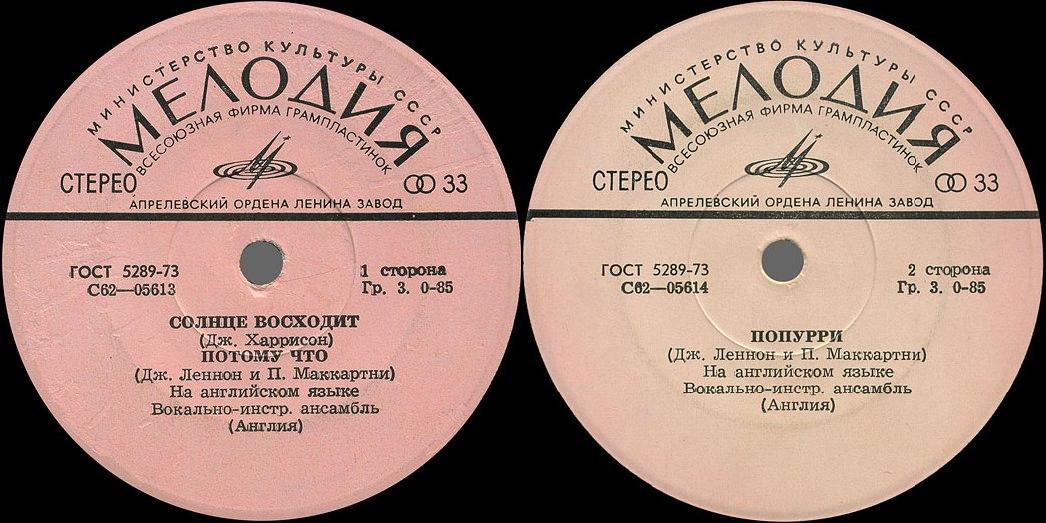 МИНИСТЕРСТВО КУЛЬТУРЫ СССР
МЕЛОДИЯ
ВСЕСОЮЗНАЯ ФИРМА ГРАМПЛАСТИНОК
СТЕРЕО 33
АПРЕЛЕВСКИЙ ОРДЕНА ЛЕНИНА ЗАВОД
ГОСТ 5289-73 1 сторона
С62—05613 Гр. 3. 0-85
СОЛНЦЕ ВОСХОДИТ
(Дж. Харрисон)
ПОТОМУ ЧТО
(Дж. Леннон и П. Маккартни)
На английском языке
Вокально-инстр. ансамбль
(Англия)
МИНИСТЕРСТВО КУЛЬТУРЫ СССР
МЕЛОДИЯ
ВСЕСОЮЗНАЯ ФИРМА ГРАМПЛАСТИНОК
СТЕРЕО 33
АПРЕЛЕВСКИЙ ОРДЕНА ЛЕНИНА ЗАВОД
ГОСТ 5289-73 2 сторона
С62—05614 Гр. 3. 0-85
ПОПУРРИ
(Дж. Леннон и П. Маккартни)
На английском языке
Вокально-инстр. ансамбль
(Англия)